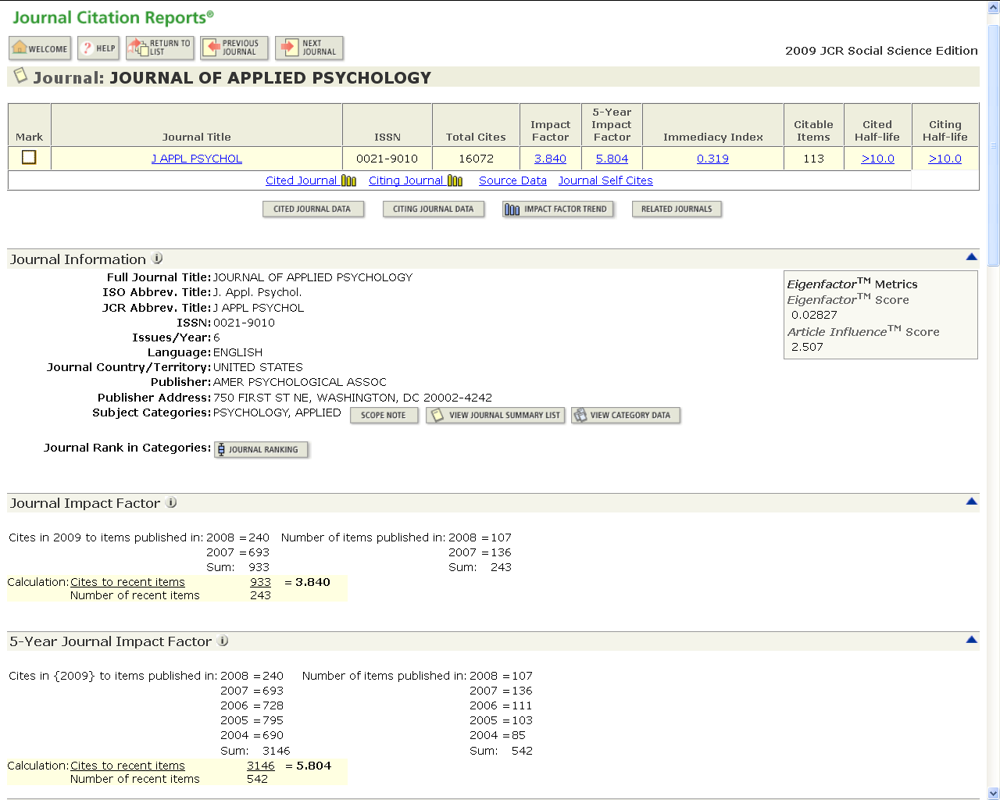 Journal Citation Reports®
WELCOME HELP RETURN TO LIST PREVIOUS JOURNAL NEXT JOURNAL
2009 JCR Social Science Edition
Journal: JOURNAL OF APPLIED PSYCHOLOGY
Mark Journal Title ISSN Total Cites Impact Factor 5-Year Impact Factor Immediacy Index Citable Items Cited Half-life Citing Half-life
J APPL PSYCHOL 0021-9010 16072 3.840 5.804 0.319 113 >10.0 >10.0
Cited Journal Citing Journal Source Data Journal Self Cites
CITED JOURNAL DATA CITING JOURNAL DATA IMPACT FACTOR TREND RELATED JOURNALS
Journal Information i
Full Journal Title: JOURNAL OF APPLIED PSYCHOLOGY
ISO Abbrev. Title: J. Appl. Psychol.
JCR Abbrev. Title: J APPL PSYCHOL
ISSN: 0021-9010
Issues/Year: 6
Language: ENGLISH
Journal Country/Territory: UNITED STATES
Publisher: AMER PSYCHOLOGICAL ASSOC
Publisher Address: 750 FIRST ST NE, WASHINGTON, DC 20002-4242
Subject Categories: PSYCHOLOGY, APPLIED SCOPE NOTE VIEW JOURNAL SUMMARY LIST VIEW CATEGORY DATA
Journal Rank in Categories: JOURNAL RANKING
Eigenfactor™ Metrics
Eigenfactor™ Score
0.02827
Article Influence™ Score
2.507
Journal Impact Factor i
Cites in 2009 to items published in: 2008 =240 Number of items published in: 2008 =107
2007 =693 2007 =136
Sum: 933 Sum: 243
Calculation: Cites to recent items 933 = 3.840
Number of recent items 243
5-Year Journal Impact Factor i
Cites in {2009} to items published in: 2008 =240 Number of items published in: 2008 =107
2007 =693 2007 =136
2006 =728 2006 =111
2005 =795 2005 =103
2004 =690 2004 =85
Sum: 3146 Sum: 542
Calculation: Cites to recent items 3146 = 5.804
Number of recent items 542